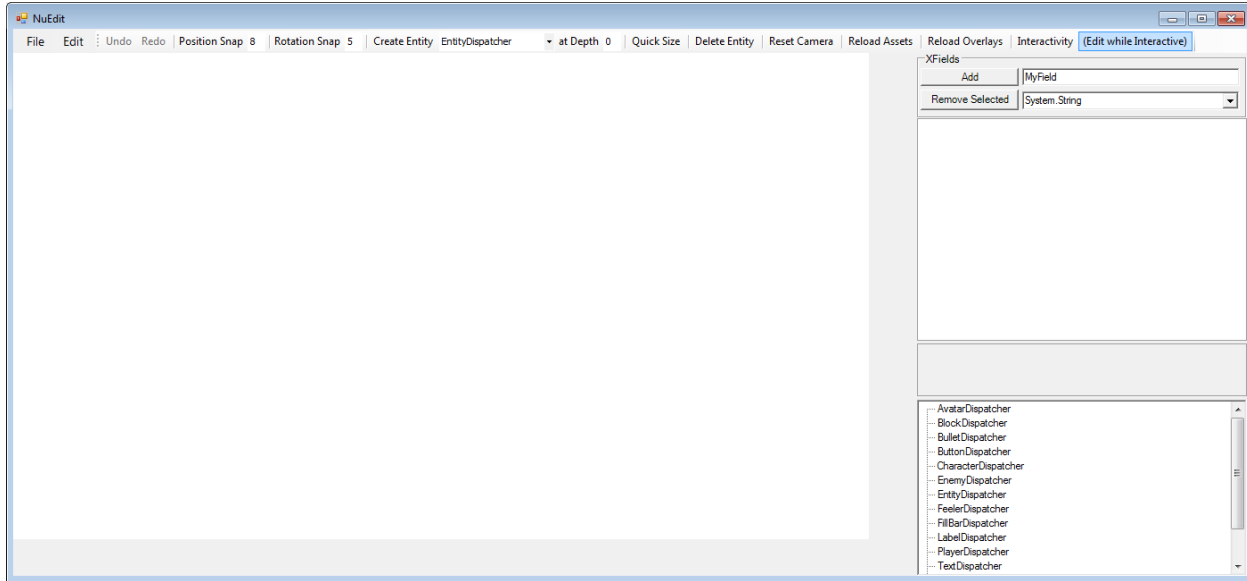 NuEdit
File Edit Undo Redo Position Snap 8 Rotation Snap 5 Create Entity EntityDispatcher at Depth 0 Quick Size Delete Entity Reset Camera Reload Assets Reload Overlays Interactivity (Edit while Interactive)
XFields
Add MyField
Remove Selected System.String
AvatarDispatcher
BlockDispatcher
BulletDispatcher
ButtonDispatcher
CharacterDispatcher
EnemyDispatcher
EntityDispatcher
FeelerDispatcher
FillBarDispatcher
LabelDispatcher
PlayerDispatcher
TextDispatcher